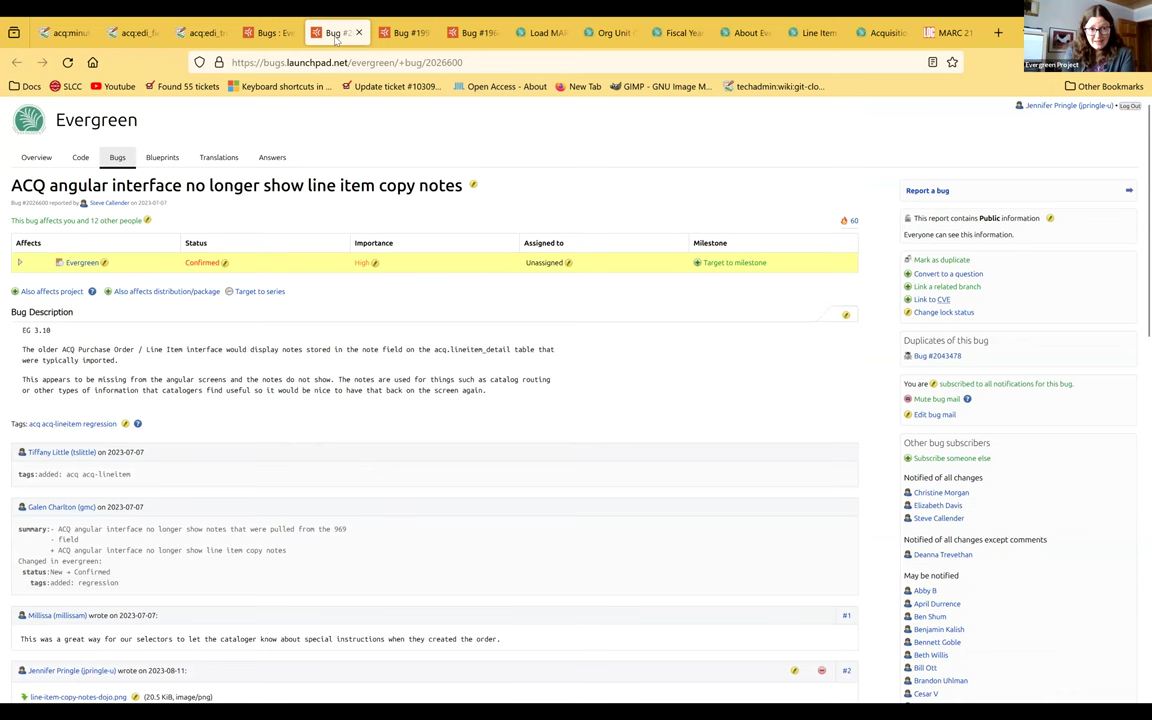 acq:minut
acq:edi_fi
acq:edi_tr
Bugs : Eve
Bug #2
Bug #199
Bug #196
Load MAR
Org Unit
Fiscal Yea
About Eve
Line Item
Acquisitio
MARC 21
https://bugs.launchpad.net/evergreen/+bug/2026600
Docs
SLCC
Youtube
Found 55 tickets
Keyboard shortcuts in ...
Update ticket #10309...
Open Access - About
New Tab
GIMP - GNU Image M...
techadmin:wiki:git-clo...
Other Bookmarks
Evergreen Project
Jennifer Pringle (jpringle-u) • Log Out
Evergreen
Overview Code Bugs Blueprints Translations Answers
ACQ angular interface no longer show line item copy notes
Bug #2026600 reported by Steve Callender on 2023-07-07
This bug affects you and 12 other people
60
Affects Status Importance Assigned to Milestone
Evergreen Confirmed High Unassigned Target to milestone
Also affects project Also affects distribution/package Target to series
Bug Description
EG 3.10
The older ACQ Purchase Order / Line Item interface would display notes stored in the note field on the acq.lineitem_detail table that
were typically imported.
This appears to be missing from the angular screens and the notes do not show. The notes are used for things such as catalog routing
or other types of information that catalogers find useful so it would be nice to have that back on the screen again.
Tags: acq acq-lineitem regression
Tiffany Little (tslittle) on 2023-07-07
tags:added: acq acq-lineitem
Galen Charlton (gmc) on 2023-07-07
summary:- ACQ angular interface no longer show notes that were pulled from the 969
- field
+ ACQ angular interface no longer show line item copy notes
Changed in evergreen:
status:New → Confirmed
tags:added: regression
Millissa (millissam) wrote on 2023-07-07: #1
This was a great way for our selectors to let the cataloger know about special instructions when they created the order.
Jennifer Pringle (jpringle-u) wrote on 2023-08-11: #2
line-item-copy-notes-dojo.png (20.5 KiB, image/png)
Report a bug
This report contains Public information
Everyone can see this information.
Mark as duplicate
Convert to a question
Link a related branch
Link to CVE
Change lock status
Duplicates of this bug
Bug #2043478
You are subscribed to all notifications for this bug.
Mute bug mail
Edit bug mail
Other bug subscribers
Subscribe someone else
Notified of all changes
Christine Morgan
Elizabeth Davis
Steve Callender
Notified of all changes except comments
Deanna Trevethan
May be notified
Abby B
April Durrence
Ben Shum
Benjamin Kalish
Bennett Goble
Beth Willis
Bill Ott
Brandon Uhlman
Cesar V